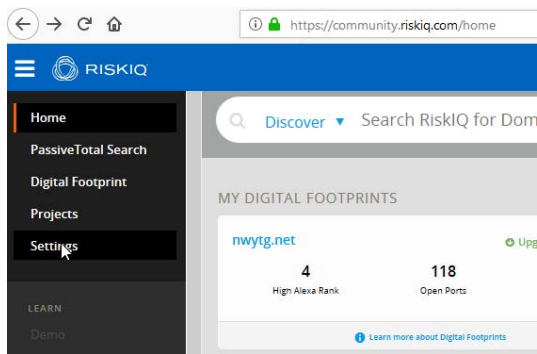 https://community.riskiq.com/home
RISKIQ
Home
PassiveTotal Search
Digital Footprint
Projects
Settings
LEARN
Demo
Discover ▼ Search RiskIQ for Dom
MY DIGITAL FOOTPRINTS
nwytg.net
Upg
4 118
High Alexa Rank Open Ports
Learn more about Digital Footprints